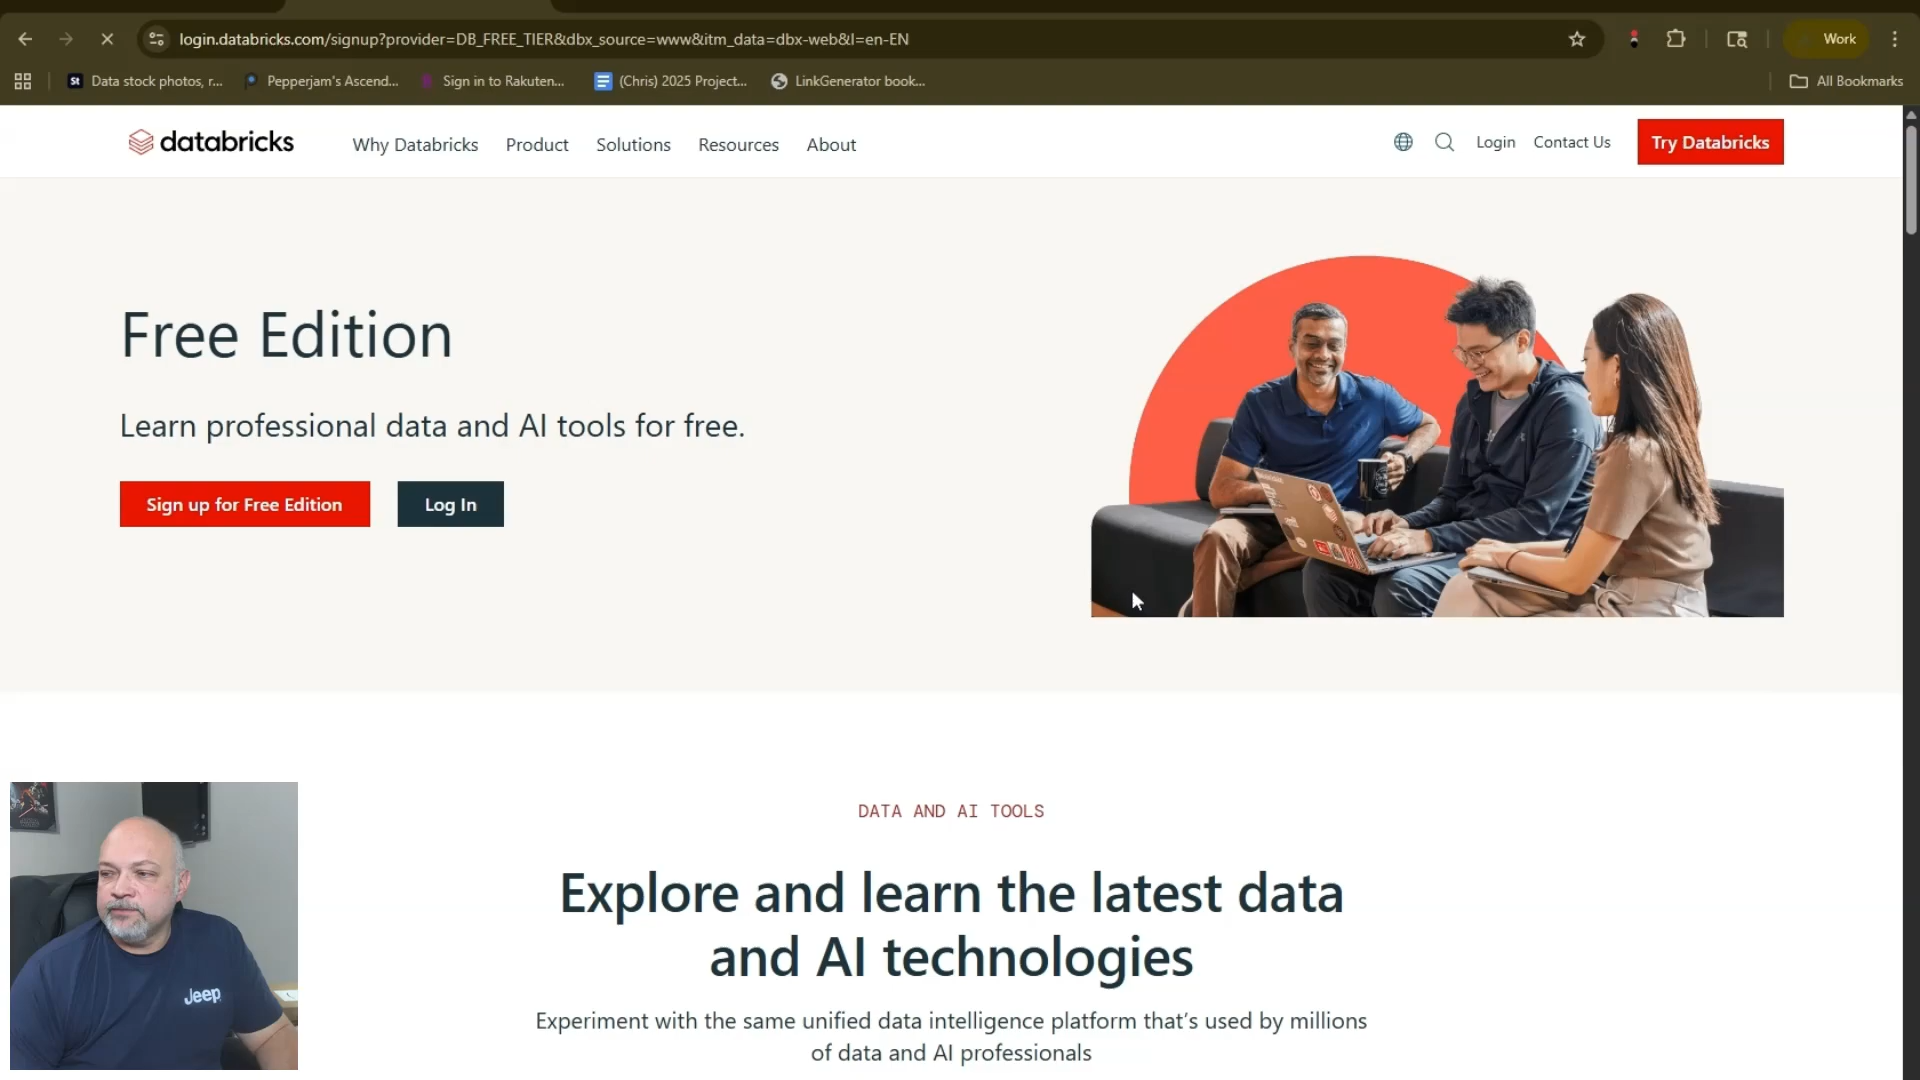 login.databricks.com/signup?provider=DB_FREE_TIER&dbx_source=www&itm_data=dbx-web&l=en-EN
Work
St Data stock photos, r...
Pepperjam's Ascend...
Sign in to Rakuten...
(Chris) 2025 Project...
LinkGenerator book...
All Bookmarks
databricks
Why Databricks
Product
Solutions
Resources
About
Login
Contact Us
Try Databricks
Free Edition
Learn professional data and AI tools for free.
Sign up for Free Edition
Log In
DATA AND AI TOOLS
Explore and learn the latest data
and AI technologies
Experiment with the same unified data intelligence platform that’s used by millions
of data and AI professionals
Jeep